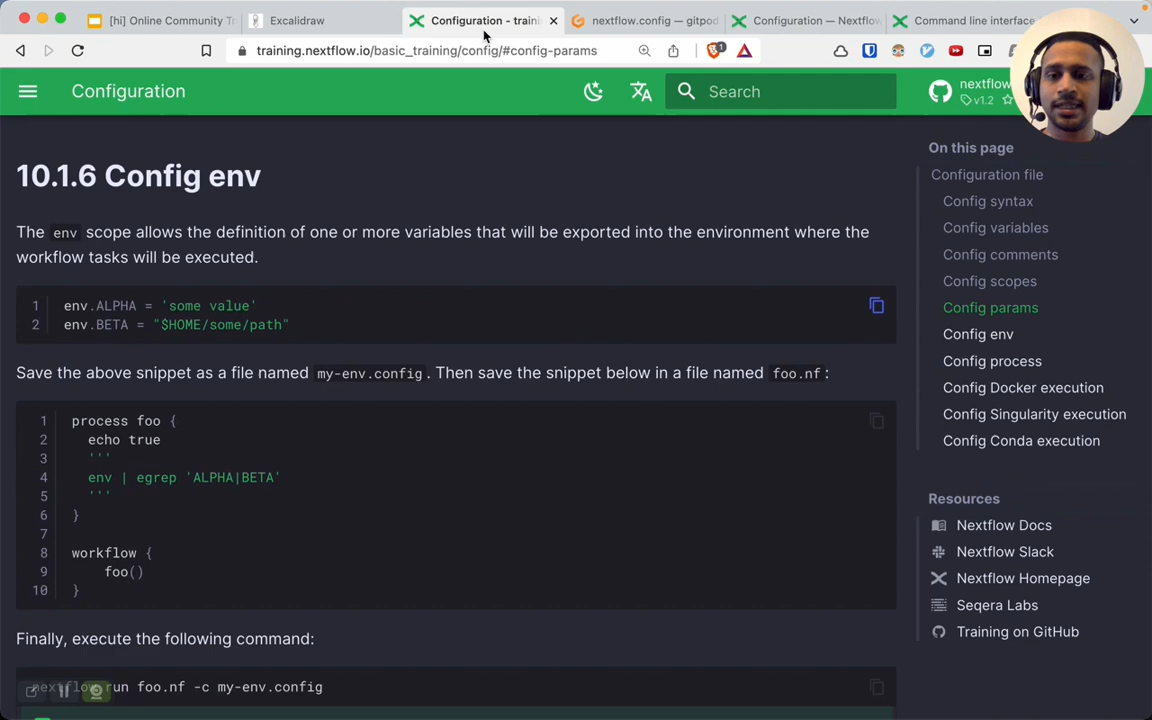 [hi] Online Community Tr
Excalidraw
Configuration - traini
nextflow.config — gitpod
Configuration — Nextflow
Command line interface
training.nextflow.io/basic_training/config/#config-params
1
Configuration
Search
nextflow
v1.2
10.1.6 Config env
The env scope allows the definition of one or more variables that will be exported into the environment where the
workflow tasks will be executed.
1 env.ALPHA = 'some value'
2 env.BETA = "$HOME/some/path"
Save the above snippet as a file named my-env.config. Then save the snippet below in a file named foo.nf:
1 process foo {
2 echo true
3 '''
4 env | egrep 'ALPHA|BETA'
5 '''
6 }
7
8 workflow {
9 foo()
10 }
Finally, execute the following command:
nextflow run foo.nf -c my-env.config
On this page
Configuration file
Config syntax
Config variables
Config comments
Config scopes
Config params
Config env
Config process
Config Docker execution
Config Singularity execution
Config Conda execution
Resources
Nextflow Docs
Nextflow Slack
Nextflow Homepage
Seqera Labs
Training on GitHub